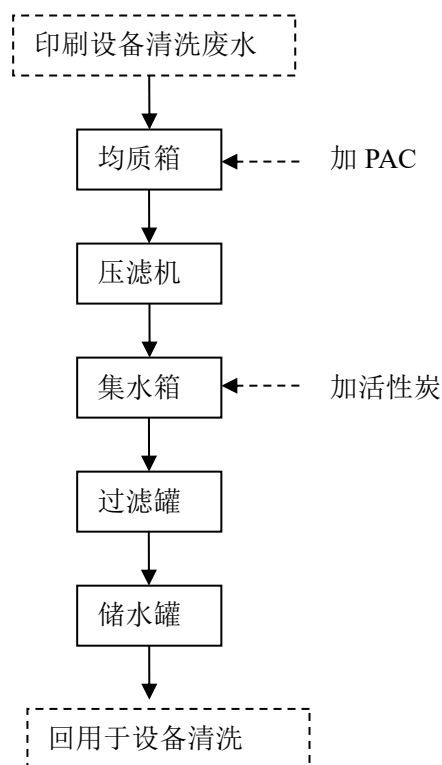 印刷设备清洗废水
均质箱
加 PAC
压滤机
集水箱
加活性炭
过滤罐
储水罐
回用于设备清洗